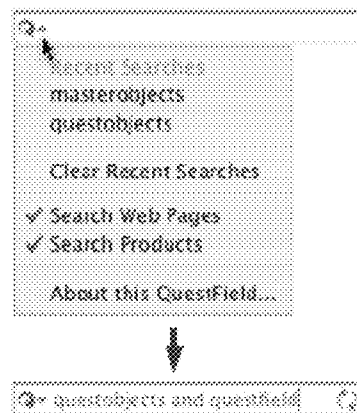 Recent Searches
masterobjects
questobjects
Clear Recent Searches
✓ Search Web Pages
✓ Search Products
About this QuestField...
questobjects and questfield